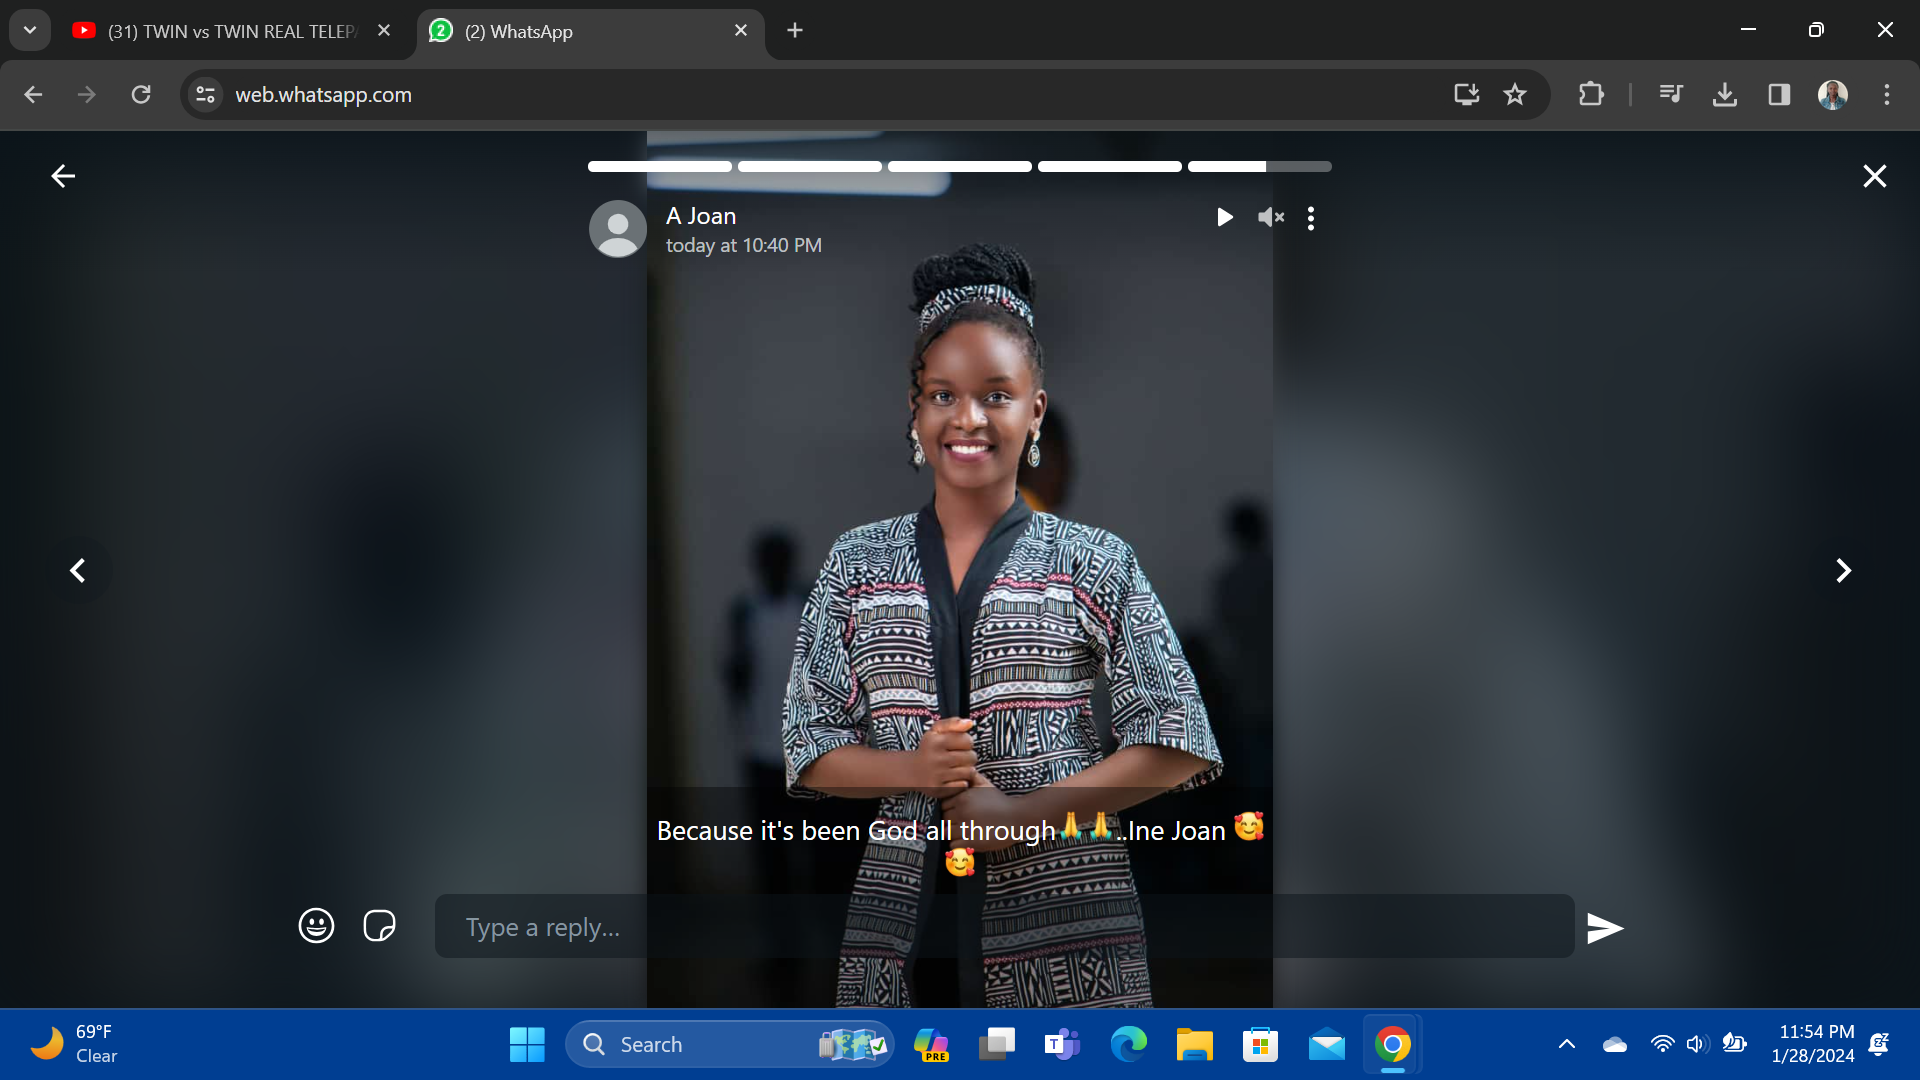 (31) TWIN vs TWIN REAL TELEP
2
(2) WhatsApp
web.whatsapp.com
A Joan
today at 10:40 PM
Because it's been God all through🙏🙏..Ine Joan 🥰
🥰
Type a reply...
69°F
Clear
Search
PRE
T
11:54 PM
1/28/2024